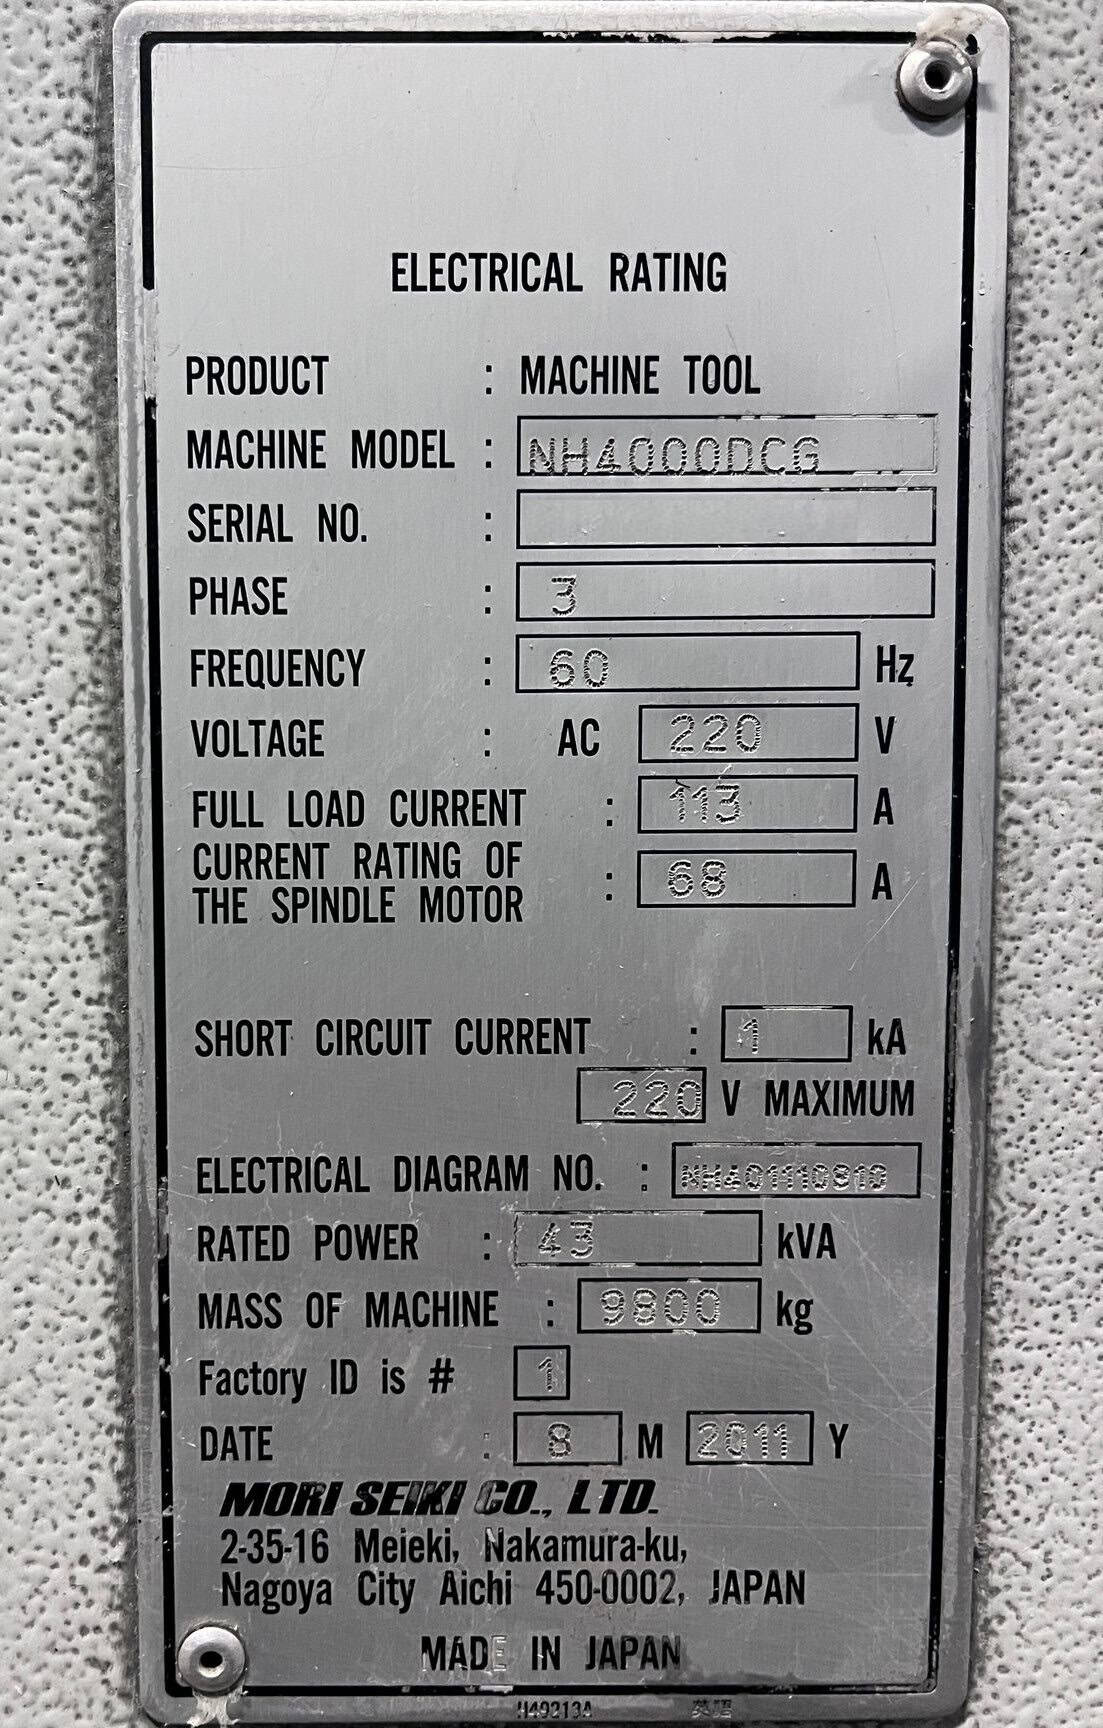 ELECTRICAL RATING
PRODUCT : MACHINE TOOL
MACHINE MODEL : NH4000DCG
SERIAL NO. :
PHASE : 3
FREQUENCY : 60 Hz
VOLTAGE : AC 220 V
FULL LOAD CURRENT : 113 A
CURRENT RATING OF
THE SPINDLE MOTOR : 68 A
SHORT CIRCUIT CURRENT : 1 kA
220 V MAXIMUM
ELECTRICAL DIAGRAM NO. :
RATED POWER : 43 kVA
MASS OF MACHINE : 9800 kg
Factory ID is # 1
DATE : 8 M 2011 Y
MORI SEIKI CO., LTD.
2-35-16 Meieki, Nakamura-ku,
Nagoya City Aichi 450-0002, JAPAN
MADE IN JAPAN
H49213A 英語